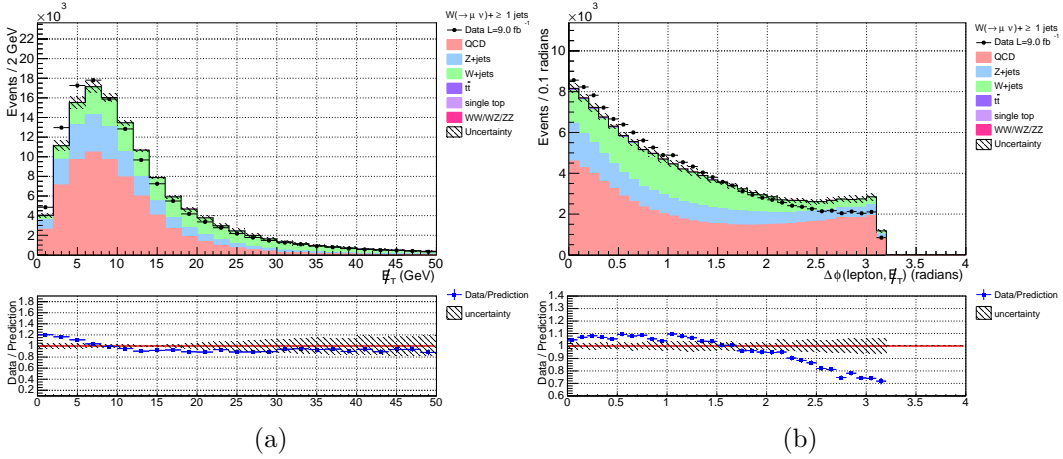 ×10³
Events / 2 GeV
22
20
18
16
14
12
10
8
6
4
2
0
0 5 10 15 20 25 30 35 40 45 50
E̸_T (GeV)
W(→μ ν)+ ≥ 1 jets
Data L=9.0 fb⁻¹
QCD
Z+jets
W+jets
tt̄
single top
WW/WZ/ZZ
Uncertainty
Data / Prediction
1.8
1.6
1.4
1.2
1
0.8
0.6
0.4
0.2
0 5 10 15 20 25 30 35 40 45 50
Data/Prediction
uncertainty
(a)
×10³
Events / 0.1 radians
10
8
6
4
2
0
0 0.5 1 1.5 2 2.5 3 3.5 4
Δϕ(lepton, E̸_T) (radians)
W(→μ ν)+ ≥ 1 jets
Data L=9.0 fb⁻¹
QCD
Z+jets
W+jets
tt̄
single top
WW/WZ/ZZ
Uncertainty
Data / Prediction
1.4
1.3
1.2
1.1
1
0.9
0.8
0.7
0.6
0 0.5 1 1.5 2 2.5 3 3.5 4
Data/Prediction
uncertainty
(b)